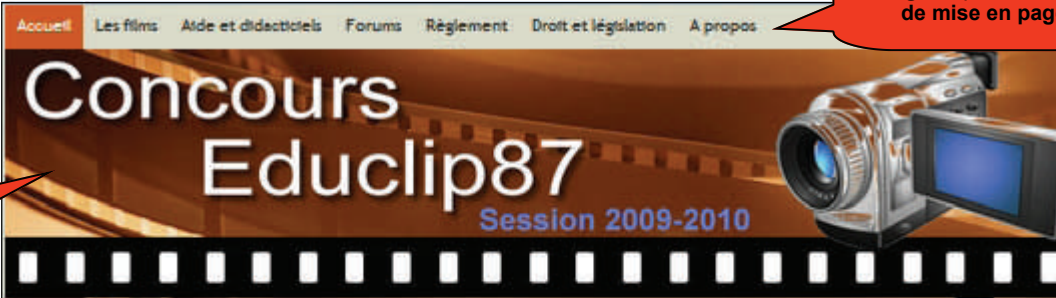 de mise en pag
Accueil Les films Aide et didacticiels Forums Règlement Droit et législation A propos
Concours
Educlip87
Session 2009-2010